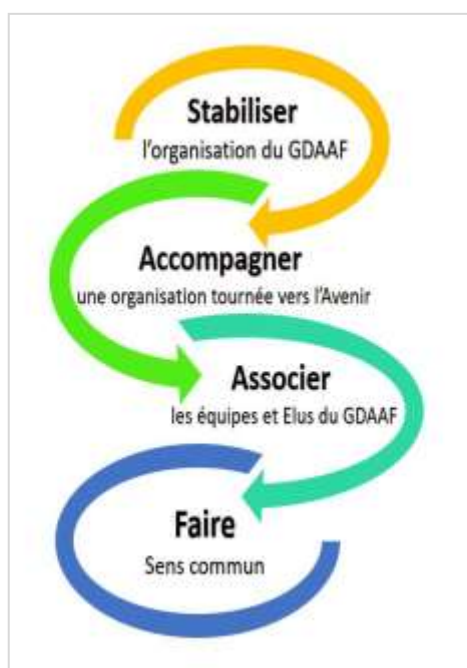 Stabiliser
l'organisation du GDAAF
Accompagner
une organisation tournée vers l'Avenir
Associer
les équipes et Elus du GDAAF
Faire
Sens commun